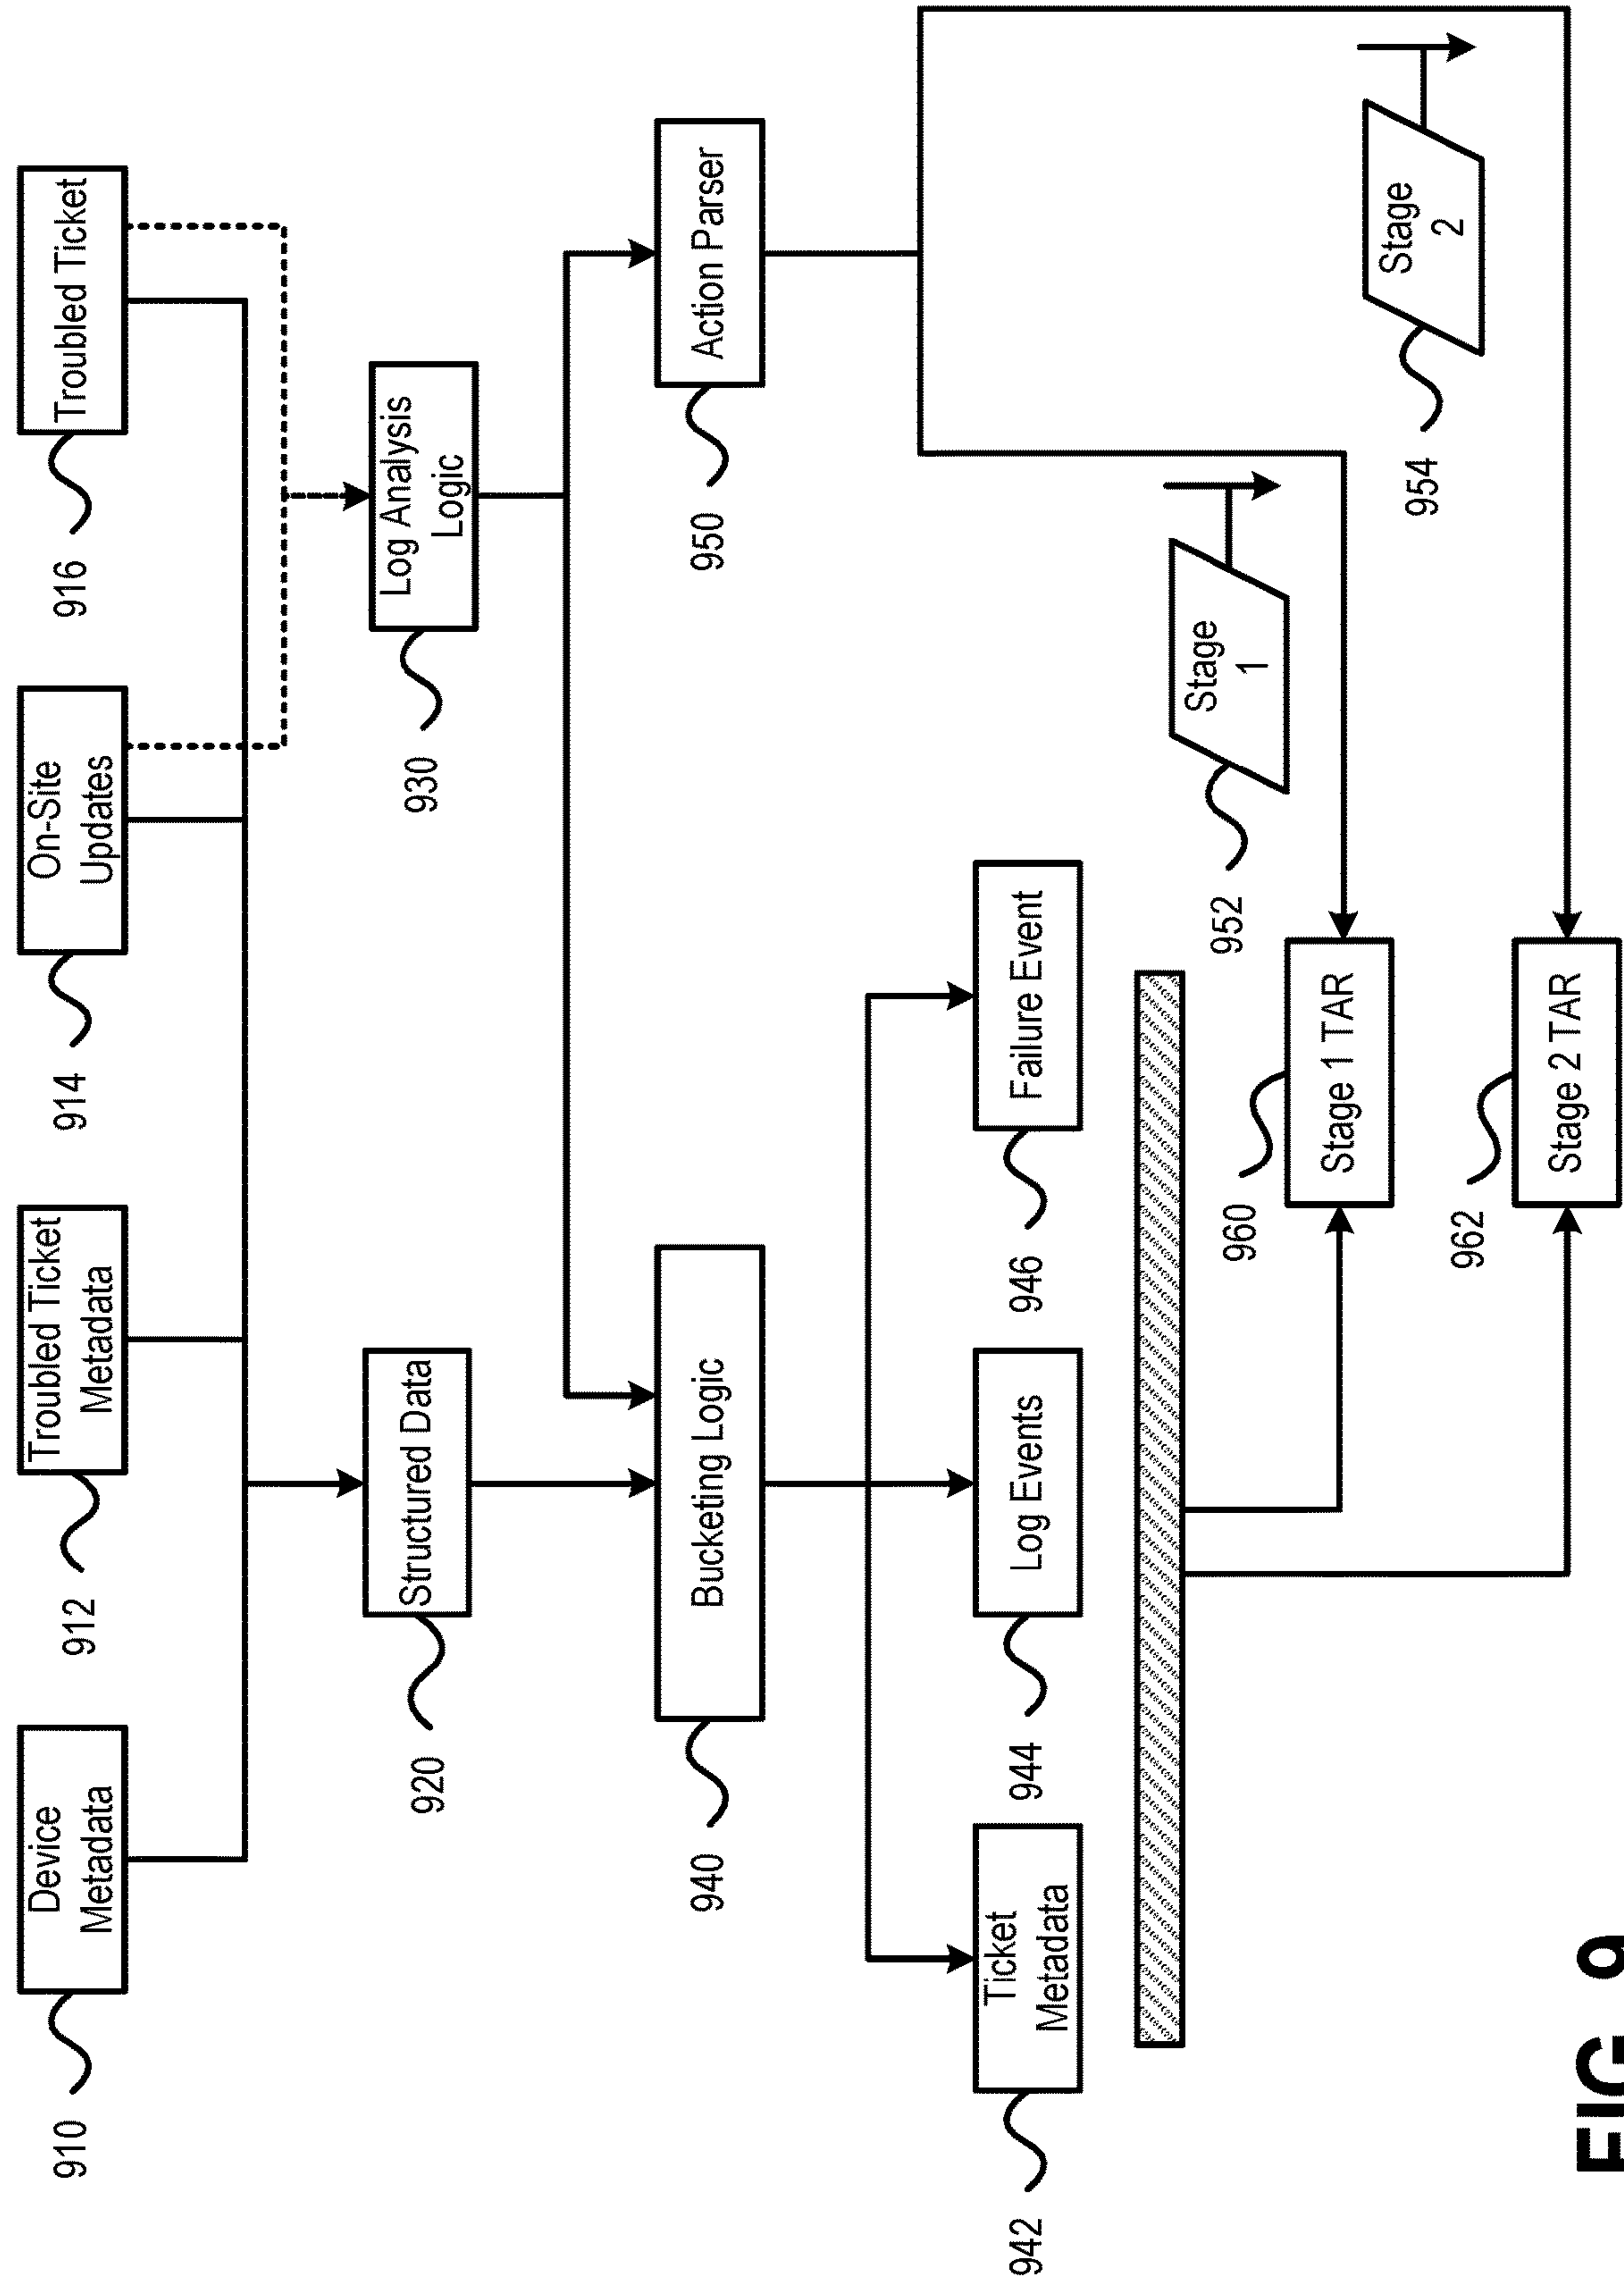 Device
Metadata
910
Troubled Ticket
Metadata
912
On-Site
Updates
914
Troubled Ticket
916
Structured Data
920
Log Analysis
Logic
930
Bucketing Logic
940
Action Parser
950
Ticket
Metadata
942
Log Events
944
Failure Event
946
Stage
1
952
Stage
2
954
Stage 1 TAR
960
Stage 2 TAR
962
FIG. 9